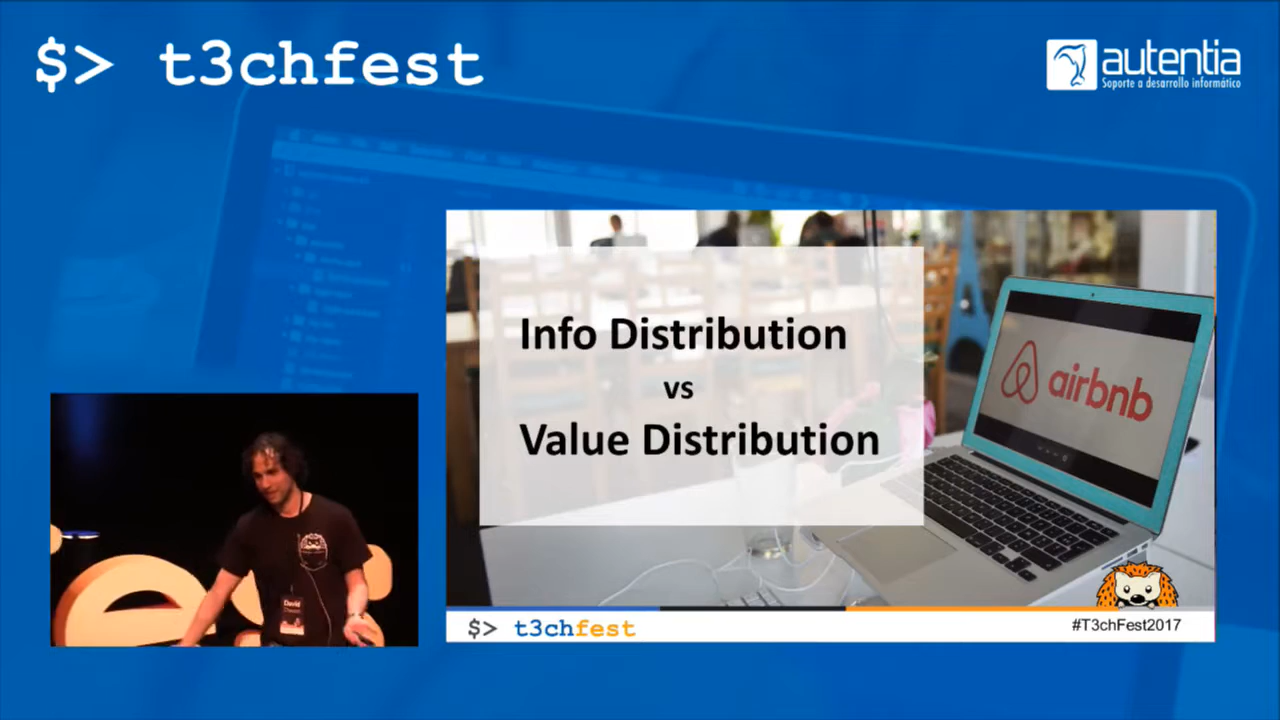 $> t3chfest
autentia
Soporte a desarrollo informático
Info Distribution
vs
Value Distribution
airbnb
David
$> t3chfest
#T3chFest2017